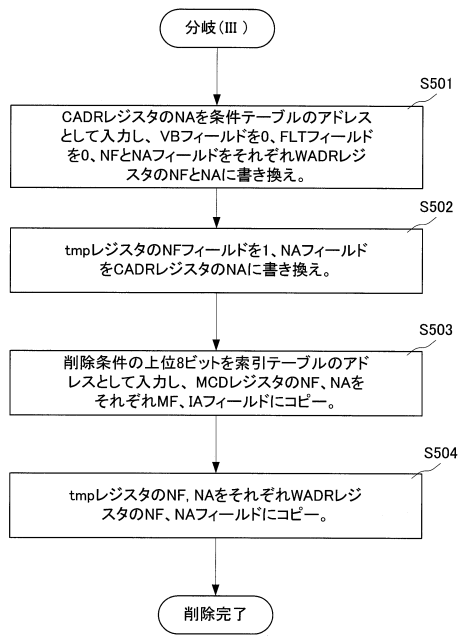 分岐(Ⅲ)
S501
CADRレジスタのNAを条件テーブルのアドレス
として入力し、VBフィールドを0、FLTフィールド
を0、NFとNAフィールドをそれぞれWADRレジ
スタのNFとNAに書き換え。
S502
tmpレジスタのNFフィールドを1、NAフィールド
をCADRレジスタのNAに書き換え。
S503
削除条件の上位8ビットを索引テーブルのアド
レスとして入力し、MCDレジスタのNF、NAを
それぞれMF、IAフィールドにコピー。
S504
tmpレジスタのNF, NAをそれぞれWADRレジ
スタのNF、NAフィールドにコピー。
削除完了